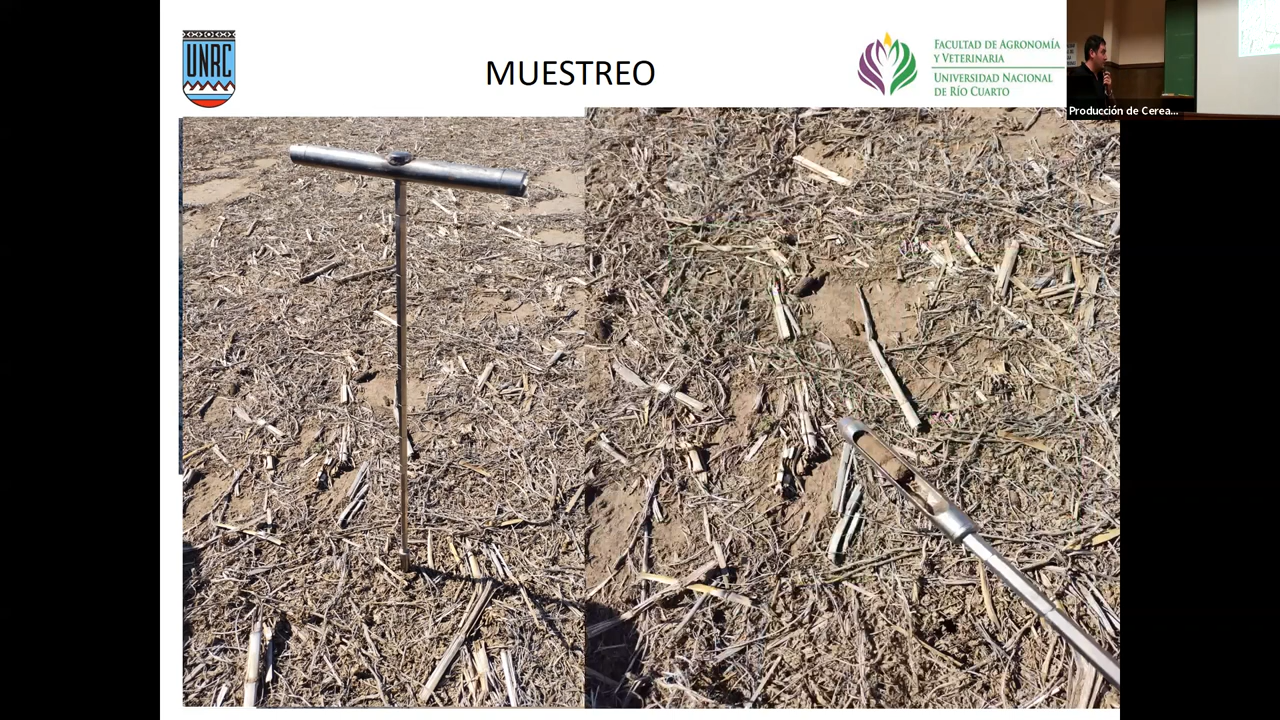 UNRC
MUESTREO
FACULTAD DE AGRONOMÍA
Y VETERINARIA
UNIVERSIDAD NACIONAL
DE RÍO CUARTO
Producción de Cerea...